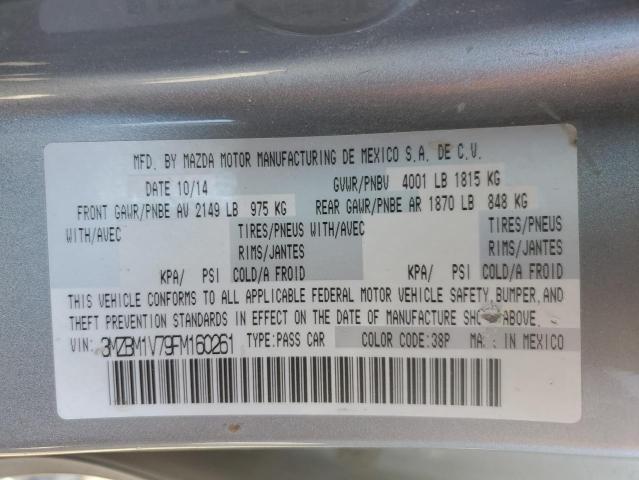 MFD. BY MAZDA MOTOR MANUFACTURING DE MEXICO S.A. DE C.V.
DATE 10/14 GVWR/PNBV 4001 LB 1815 KG
FRONT GAWR/PNBE AV 2149 LB 975 KG REAR GAWR/PNBE AR 1870 LB 848 KG
WITH/AVEC TIRES/PNEUS WITH/AVEC TIRES/PNEUS
RIMS/JANTES RIMS/JANTES
KPA/ PSI COLD/A FROID KPA/ PSI COLD/A FROID
THIS VEHICLE CONFORMS TO ALL APPLICABLE FEDERAL MOTOR VEHICLE SAFETY, BUMPER, AND
THEFT PREVENTION STANDARDS IN EFFECT ON THE DATE OF MANUFACTURE ABOVE.
VIN: 3MZBM1V79FM160261 TYPE:PASS CAR COLOR CODE:38P IN MEXICO